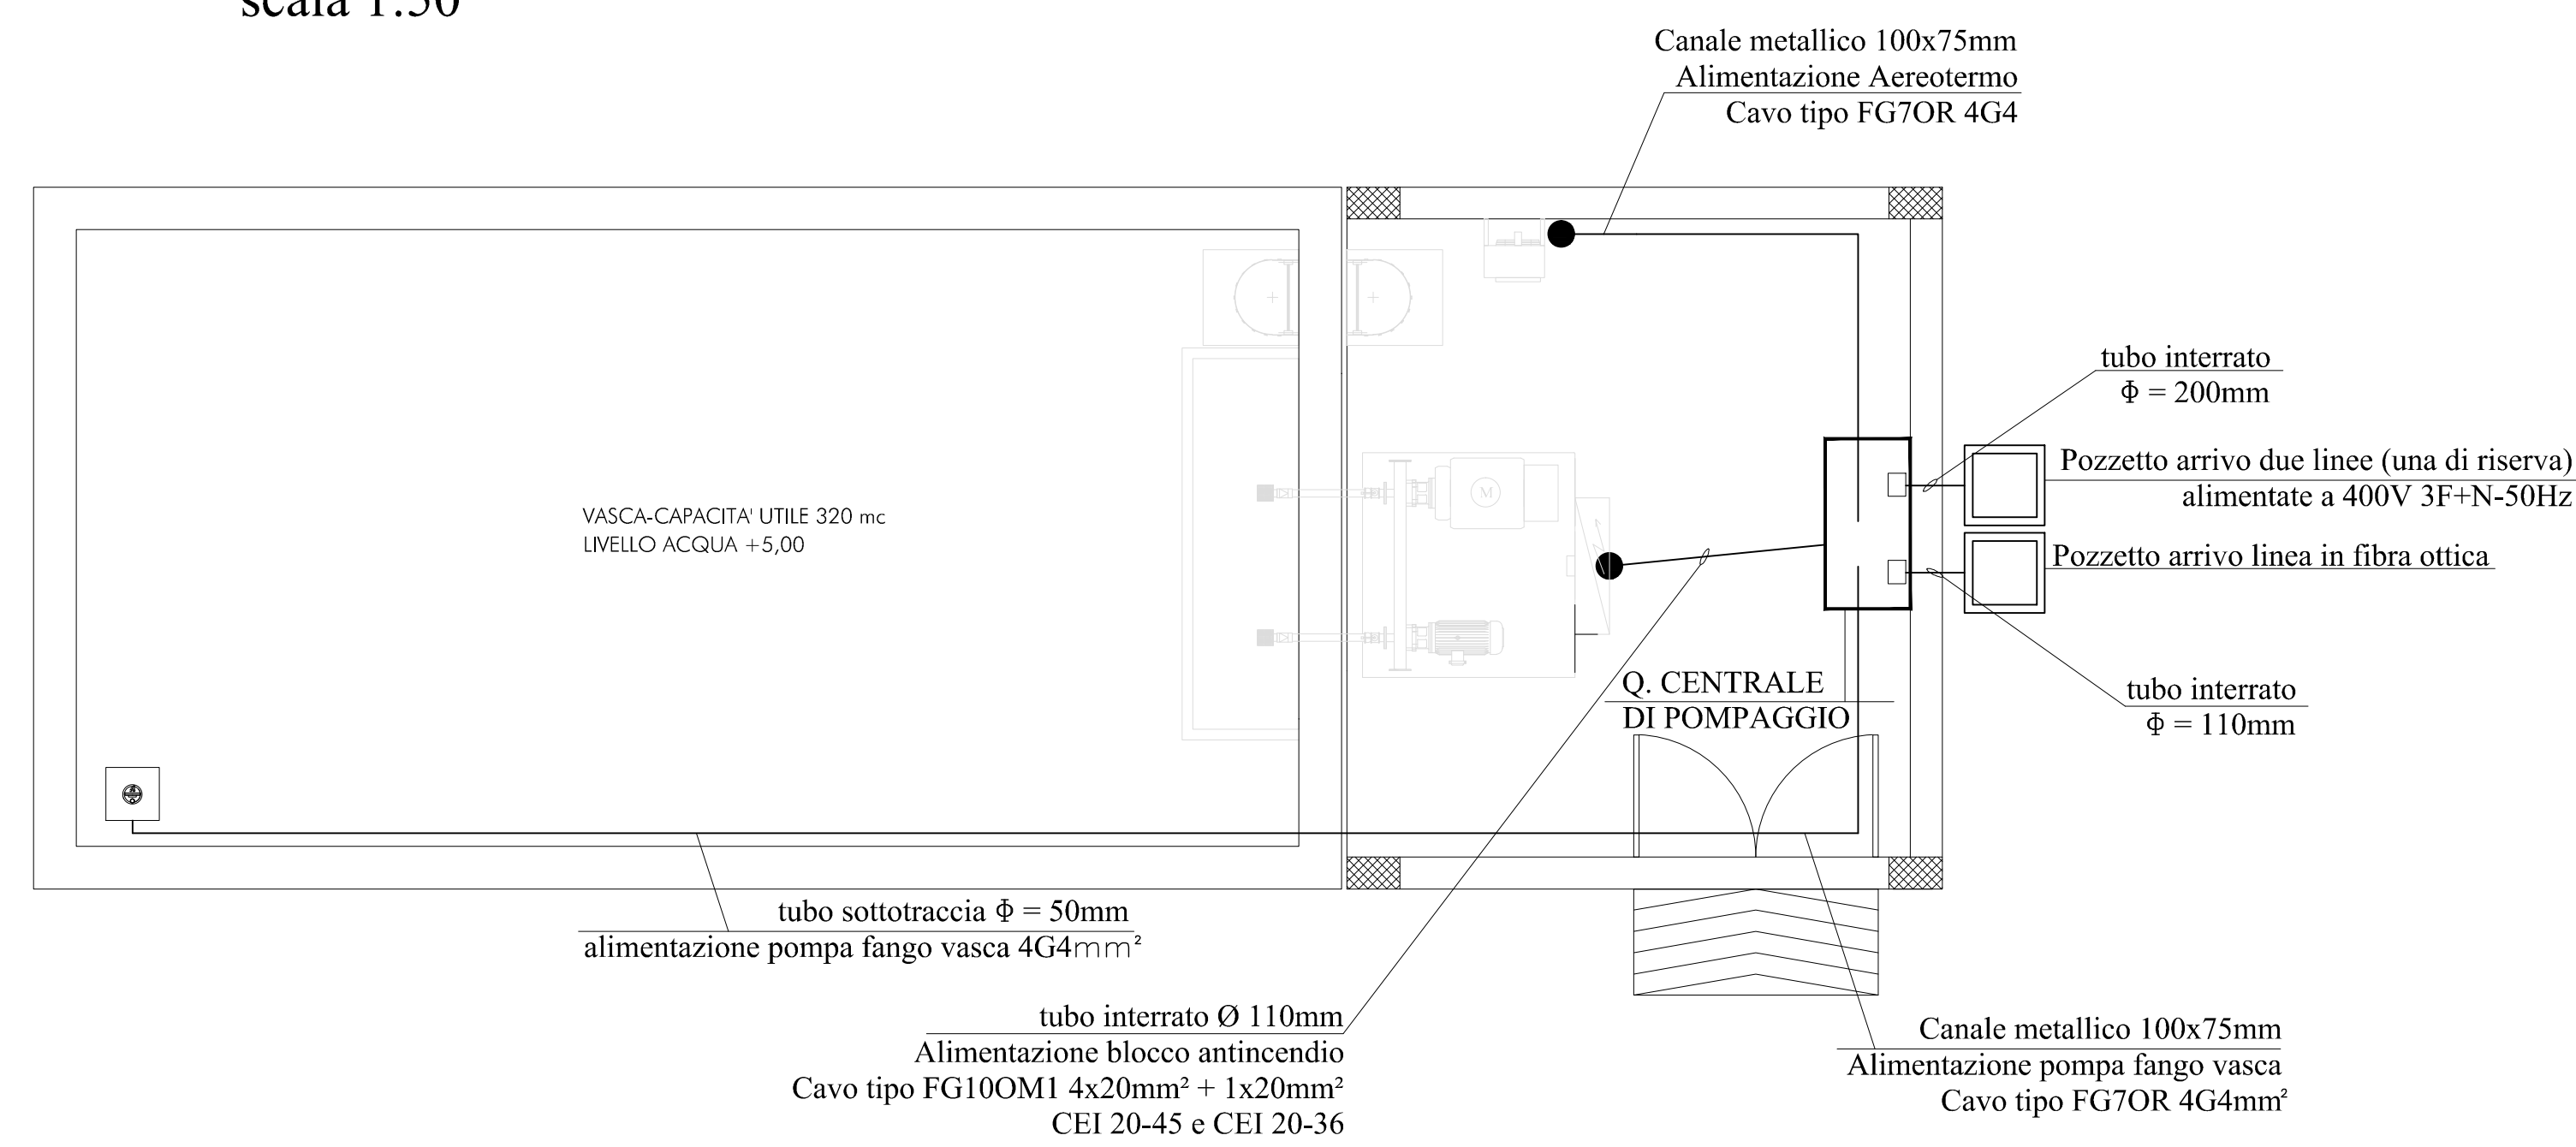 scala 1:50
Canale metallico 100x75mm
Alimentazione Aereotermo
Cavo tipo FG7OR 4G4
tubo interrato
Φ = 200mm
Pozzetto arrivo due linee (una di riserva)
alimentate a 400V 3F+N-50Hz
Pozzetto arrivo linea in fibra ottica
VASCA-CAPACITA' UTILE 320 mc
LIVELLO ACQUA +5,00
M
Q. CENTRALE
DI POMPAGGIO
tubo interrato
Φ = 110mm
tubo sottotraccia Φ = 50mm
alimentazione pompa fango vasca 4G4mm²
tubo interrato Ø 110mm
Alimentazione blocco antincendio
Cavo tipo FG10OM1 4x20mm² + 1x20mm²
CEI 20-45 e CEI 20-36
Canale metallico 100x75mm
Alimentazione pompa fango vasca
Cavo tipo FG7OR 4G4mm²